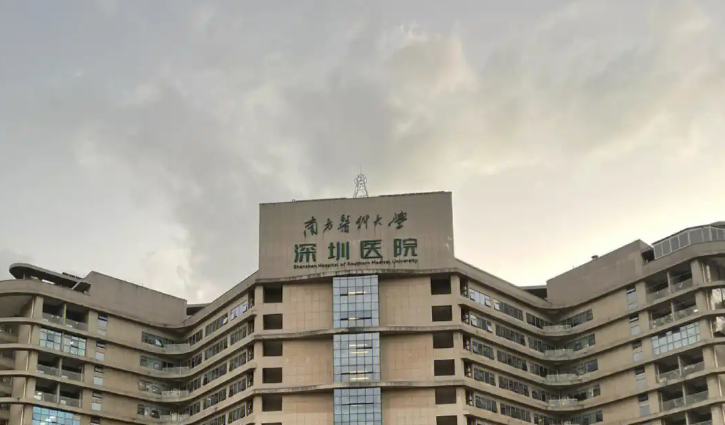 南方醫科大學
深圳医院
Shenzhen Hospital of Southern Medical University